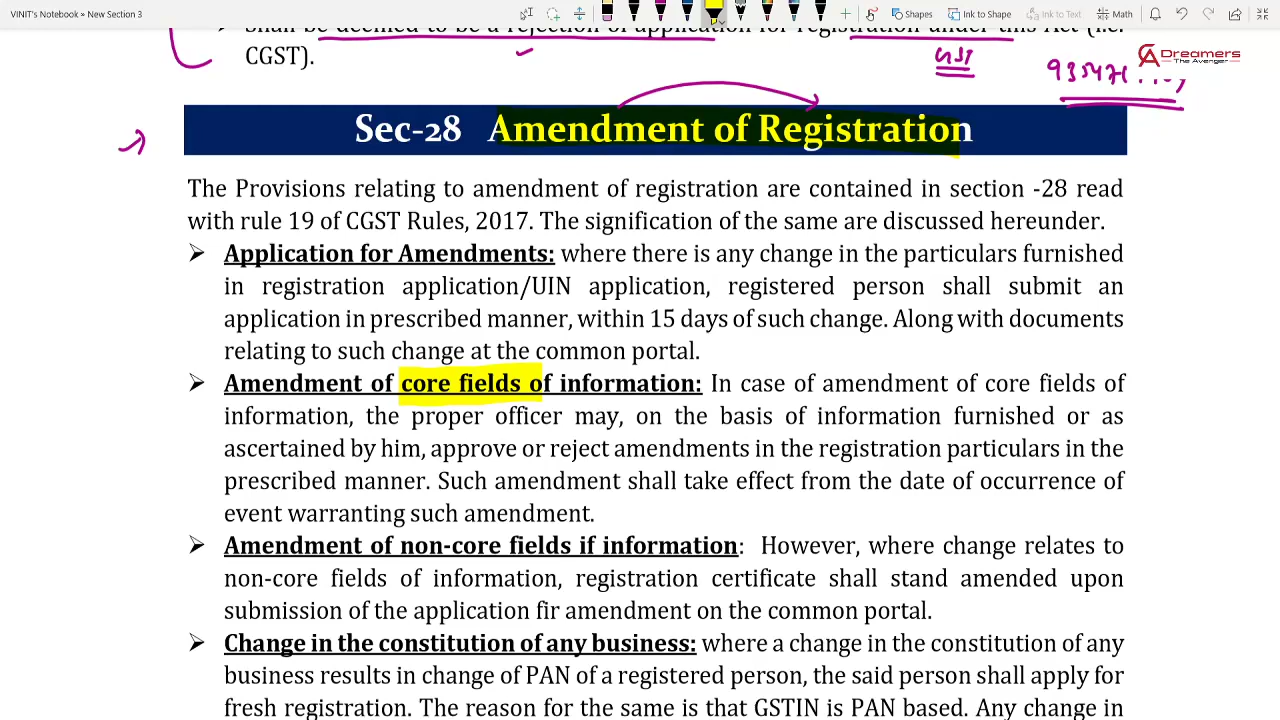 VINIT's Notebook » New Section 3
Shapes
Ink to Shape
Ink to Text
Math
Shall be deemed to be a rejection of application for registration under this Act (i.e.
CGST).
GST
CA Dreamers
The Avenger
Sec-28 Amendment of Registration
The Provisions relating to amendment of registration are contained in section -28 read
with rule 19 of CGST Rules, 2017. The signification of the same are discussed hereunder.
➢ Application for Amendments: where there is any change in the particulars furnished
in registration application/UIN application, registered person shall submit an
application in prescribed manner, within 15 days of such change. Along with documents
relating to such change at the common portal.
➢ Amendment of core fields of information: In case of amendment of core fields of
information, the proper officer may, on the basis of information furnished or as
ascertained by him, approve or reject amendments in the registration particulars in the
prescribed manner. Such amendment shall take effect from the date of occurrence of
event warranting such amendment.
➢ Amendment of non-core fields if information: However, where change relates to
non-core fields of information, registration certificate shall stand amended upon
submission of the application fir amendment on the common portal.
➢ Change in the constitution of any business: where a change in the constitution of any
business results in change of PAN of a registered person, the said person shall apply for
fresh registration. The reason for the same is that GSTIN is PAN based. Any change in